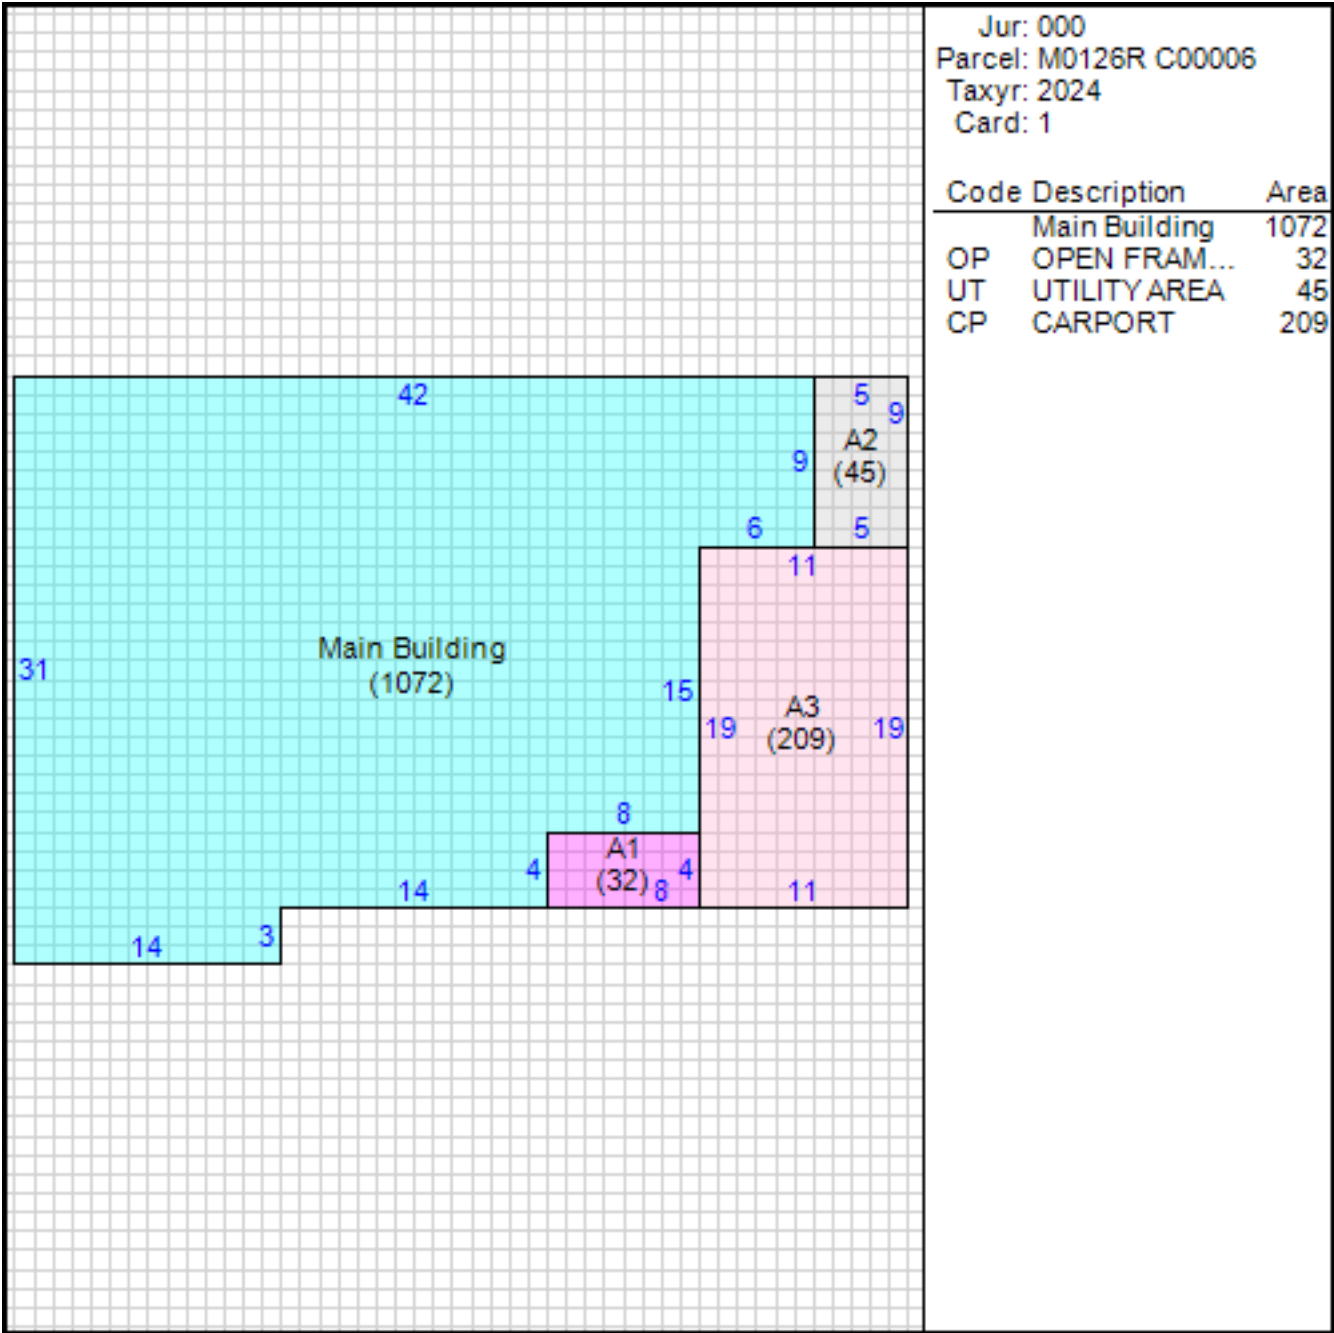 Jur: 000
Parcel: M0126R C00006
Taxyr: 2024
Card: 1
Code Description Area
Main Building 1072
OP OPEN FRAM... 32
UT UTILITY AREA 45
CP CARPORT 209
42
5
9
A2
(45)
9
6
5
11
Main Building
(1072)
31
15
A3
(209)
19
19
8
A1
(32)
4
4
8
14
11
3
14